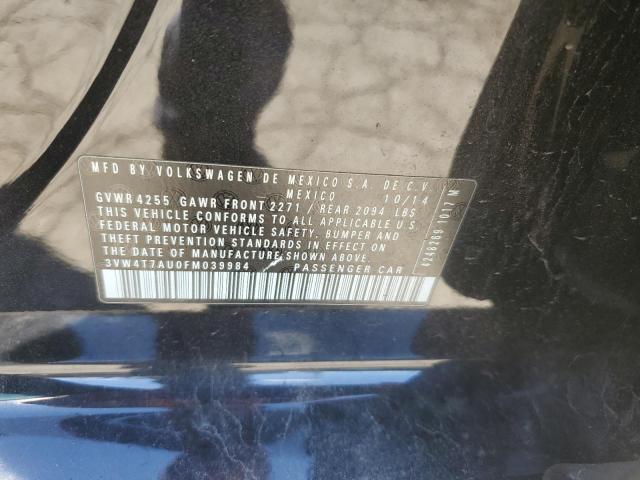 MFD BY VOLKSWAGEN DE MEXICO S.A. DE C.V.
MEXICO 10/14
GVWR 4255 GAWR FRONT 2271 / REAR 2094 LBS
THIS VEHICLE CONFORMS TO ALL APPLICABLE U.S.
FEDERAL MOTOR VEHICLE SAFETY, BUMPER AND
THEFT PREVENTION STANDARDS IN EFFECT ON
THE DATE OF MANUFACTURE SHOWN ABOVE.
3VW4T7AU0FM039984 PASSENGER CAR
4248269 1017 M